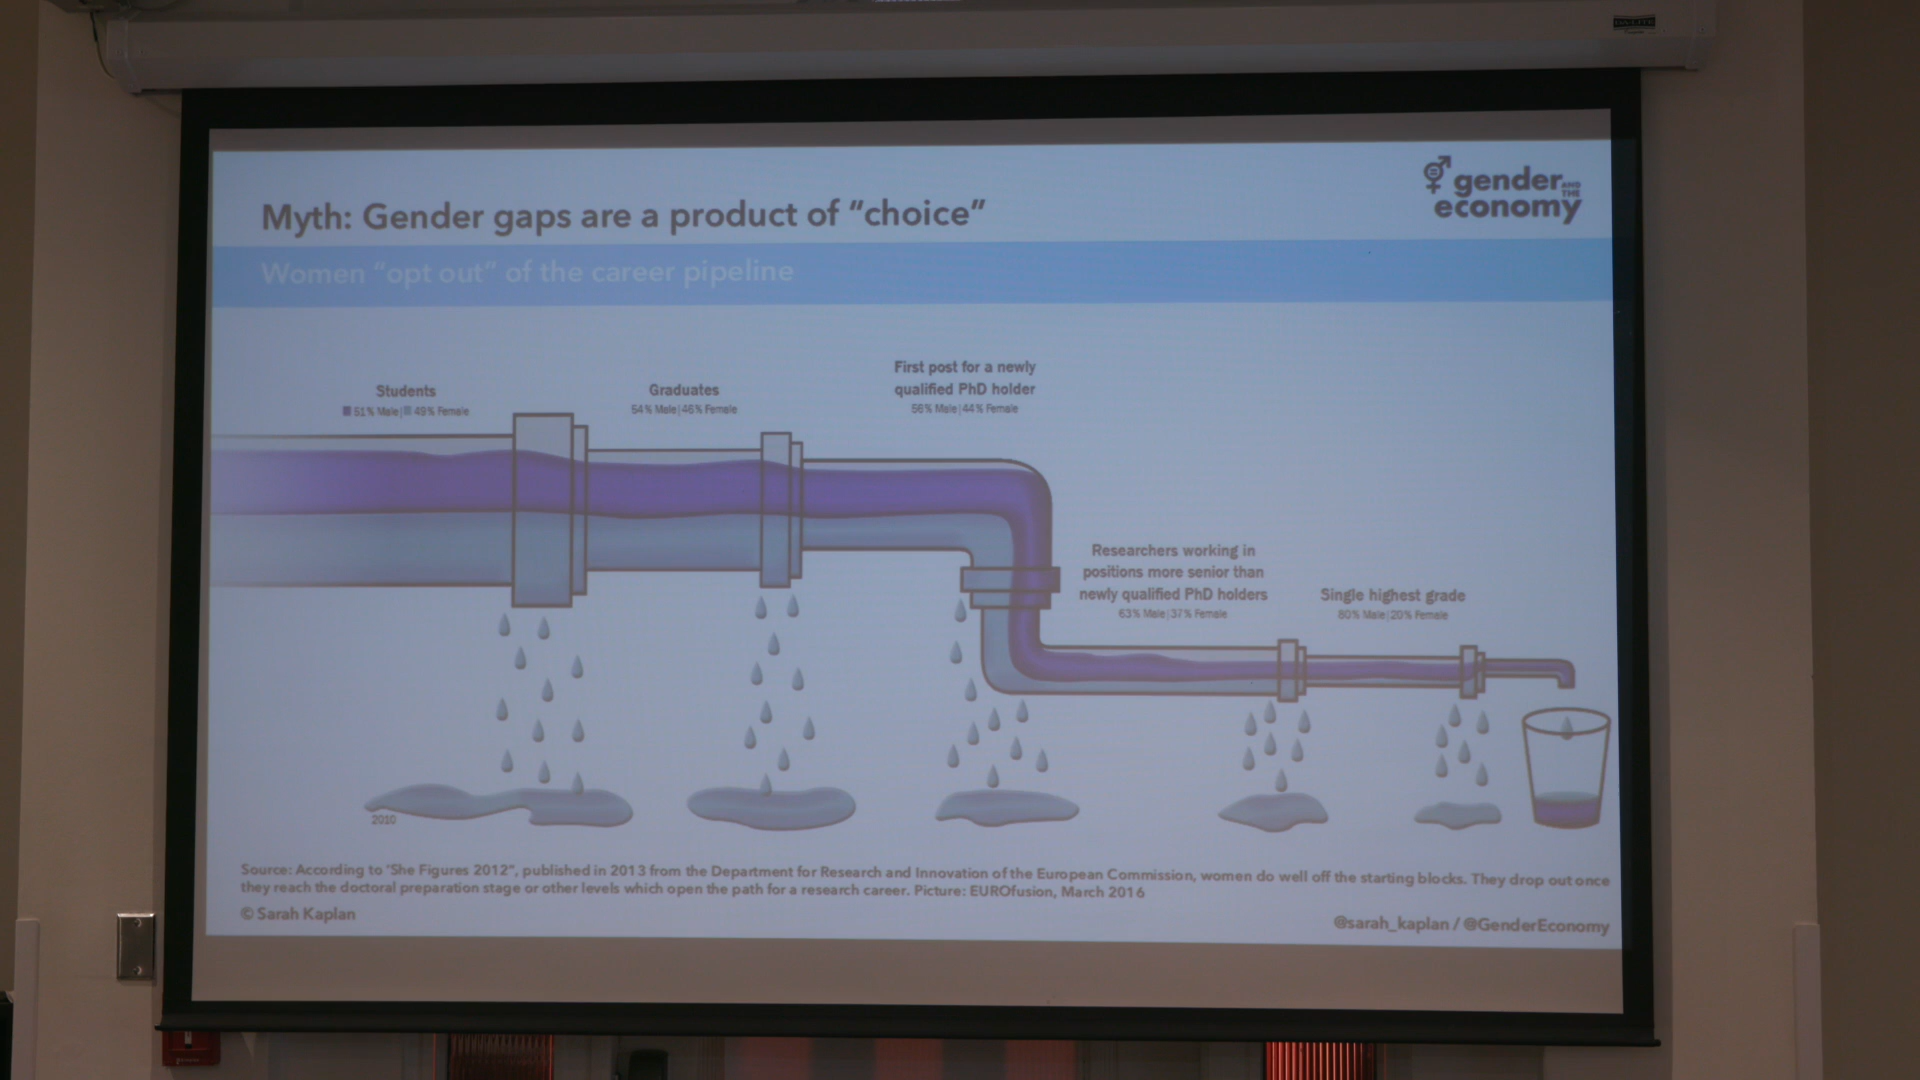 DA-LITE
gender AND THE
economy
Myth: Gender gaps are a product of “choice”
Women “opt out” of the career pipeline
First post for a newly
qualified PhD holder
56% Male|44% Female
Students
51% Male|49% Female
Graduates
54% Male|46% Female
Researchers working in
positions more senior than
newly qualified PhD holders
63% Male|37% Female
Single highest grade
80% Male|20% Female
2010
Source: According to “She Figures 2012”, published in 2013 from the Department for Research and Innovation of the European Commission, women do well off the starting blocks. They drop out once
they reach the doctoral preparation stage or other levels which open the path for a research career. Picture: EUROfusion, March 2016
© Sarah Kaplan
@sarah_kaplan / @GenderEconomy